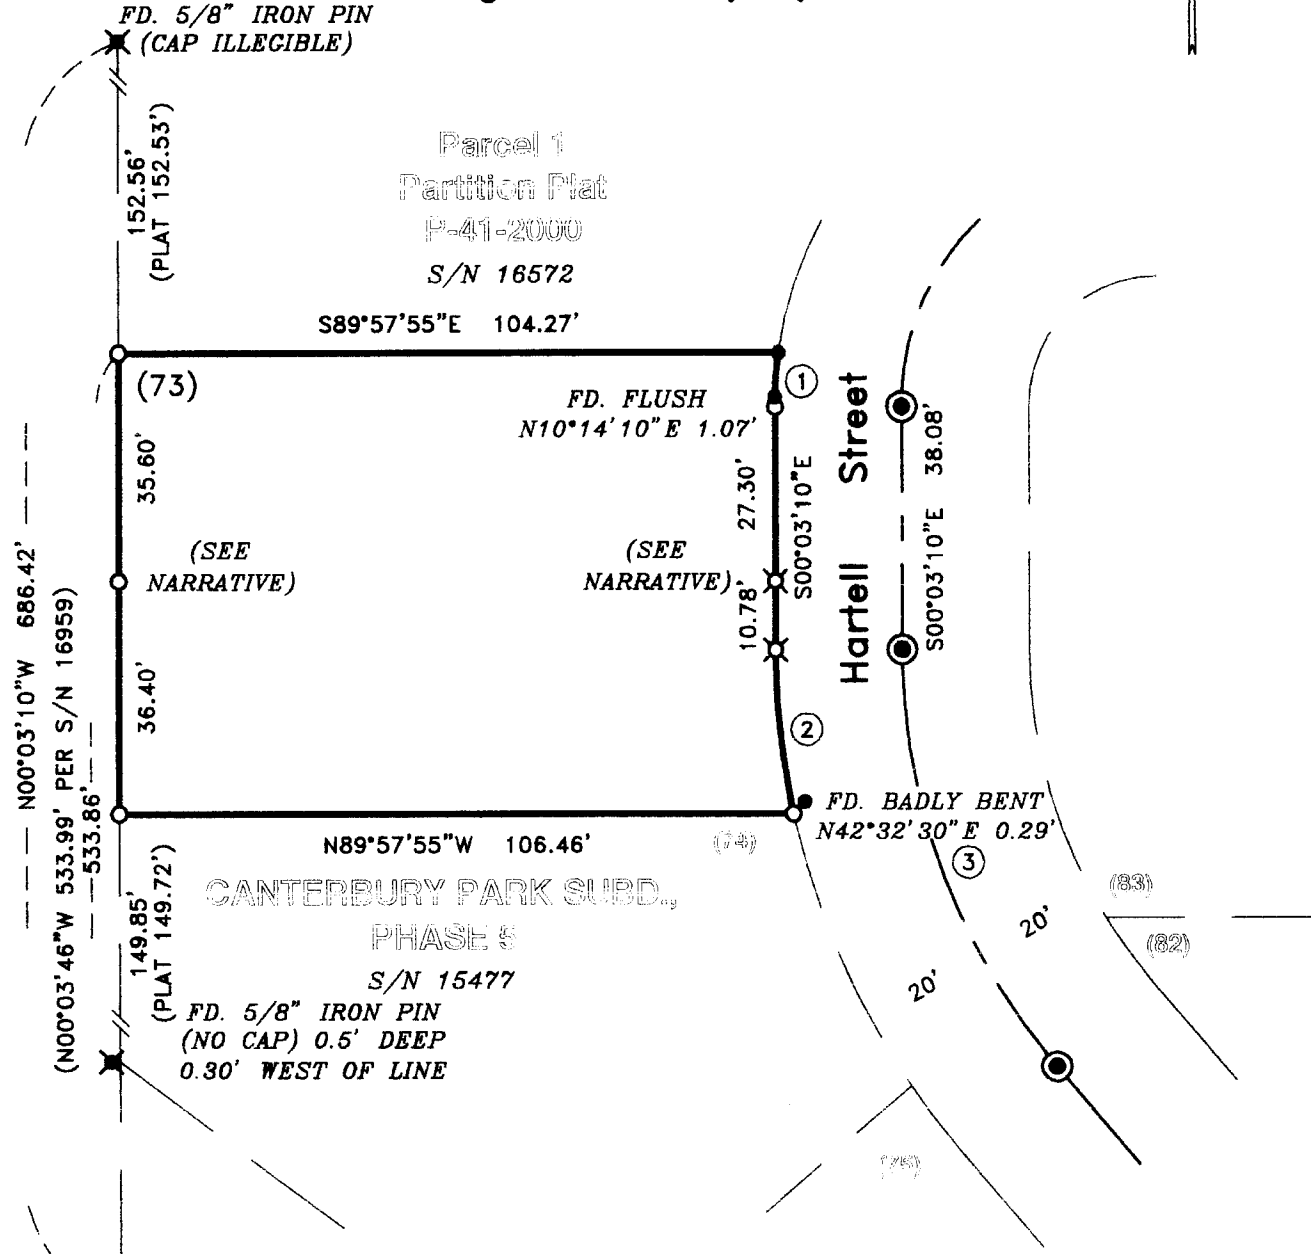 FD. 5/8" IRON PIN
(CAP ILLEGIBLE)
152.56'
(PLAT 152.53')
Parcel 1
Partition Plat
P-41-2000
S/N 16572
S89°57'55"E 104.27'
(73)
1
FD. FLUSH
N10°14'10"E 1.07'
35.60'
27.30'
S00°03'10"E
Hartell Street
S00°03'10"E 38.08'
(SEE
NARRATIVE)
(SEE
NARRATIVE)
10.78'
N00°03'10"W 686.42'
(N00°03'46"W 533.99' PER S/N 16959)
533.86'
36.40'
2
FD. BADLY BENT
N42°32'30"E 0.29'
N89°57'55"W 106.46'
(74)
3
CANTERBURY PARK SUBD.,
PHASE 5
S/N 15477
149.85'
(PLAT 149.72')
FD. 5/8" IRON PIN
(NO CAP) 0.5' DEEP
0.30' WEST OF LINE
20'
20'
(83)
(82)
(75)